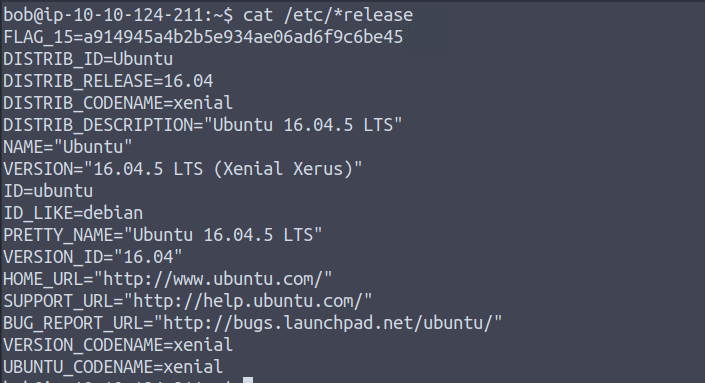 bob@ip-10-10-124-211:~$ cat /etc/*release
FLAG_15=a914945a4b2b5e934ae06ad6f9c6be45
DISTRIB_ID=Ubuntu
DISTRIB_RELEASE=16.04
DISTRIB_CODENAME=xenial
DISTRIB_DESCRIPTION="Ubuntu 16.04.5 LTS"
NAME="Ubuntu"
VERSION="16.04.5 LTS (Xenial Xerus)"
ID=ubuntu
ID_LIKE=debian
PRETTY_NAME="Ubuntu 16.04.5 LTS"
VERSION_ID="16.04"
HOME_URL="http://www.ubuntu.com/"
SUPPORT_URL="http://help.ubuntu.com/"
BUG_REPORT_URL="http://bugs.launchpad.net/ubuntu/"
VERSION_CODENAME=xenial
UBUNTU_CODENAME=xenial